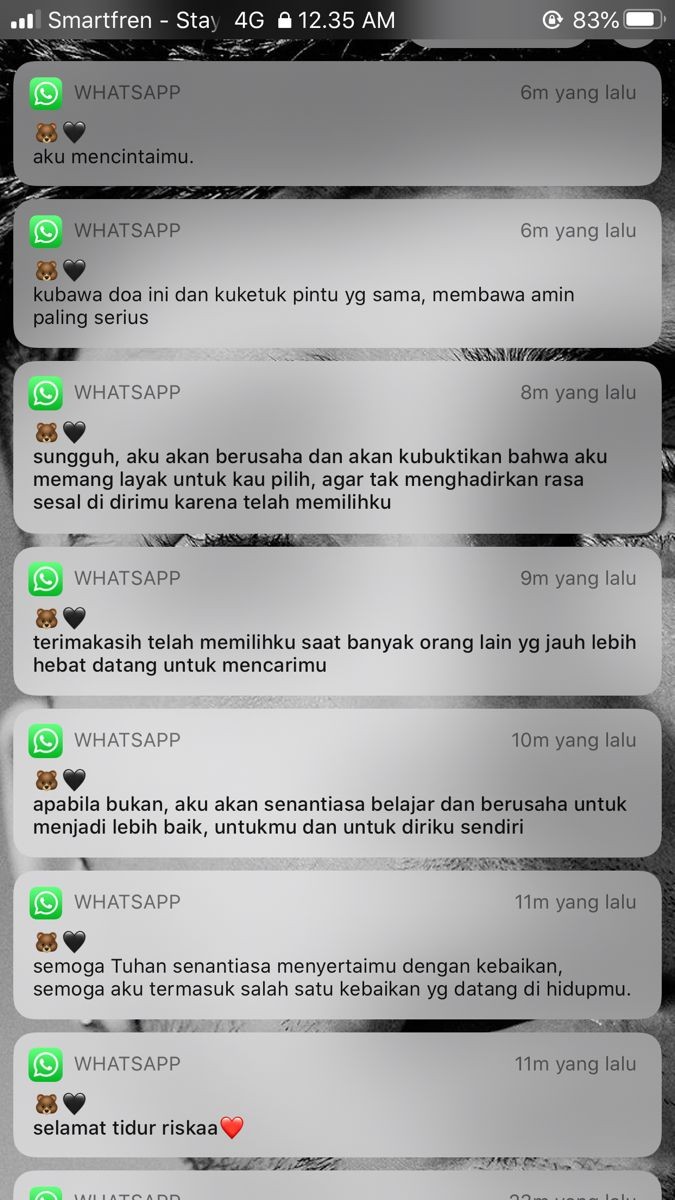 Smartfren - Stay 4G 12.35 AM 83%
WHATSAPP 6m yang lalu
🐻🖤
aku mencintaimu.
WHATSAPP 6m yang lalu
🐻🖤
kubawa doa ini dan kuketuk pintu yg sama, membawa amin
paling serius
WHATSAPP 8m yang lalu
🐻🖤
sungguh, aku akan berusaha dan akan kubuktikan bahwa aku
memang layak untuk kau pilih, agar tak menghadirkan rasa
sesal di dirimu karena telah memilihku
WHATSAPP 9m yang lalu
🐻🖤
terimakasih telah memilihku saat banyak orang lain yg jauh lebih
hebat datang untuk mencarimu
WHATSAPP 10m yang lalu
🐻🖤
apabila bukan, aku akan senantiasa belajar dan berusaha untuk
menjadi lebih baik, untukmu dan untuk diriku sendiri
WHATSAPP 11m yang lalu
🐻🖤
semoga Tuhan senantiasa menyertaimu dengan kebaikan,
semoga aku termasuk salah satu kebaikan yg datang di hidupmu.
WHATSAPP 11m yang lalu
🐻🖤
selamat tidur riskaa❤️
WHATSAPP yang lalu